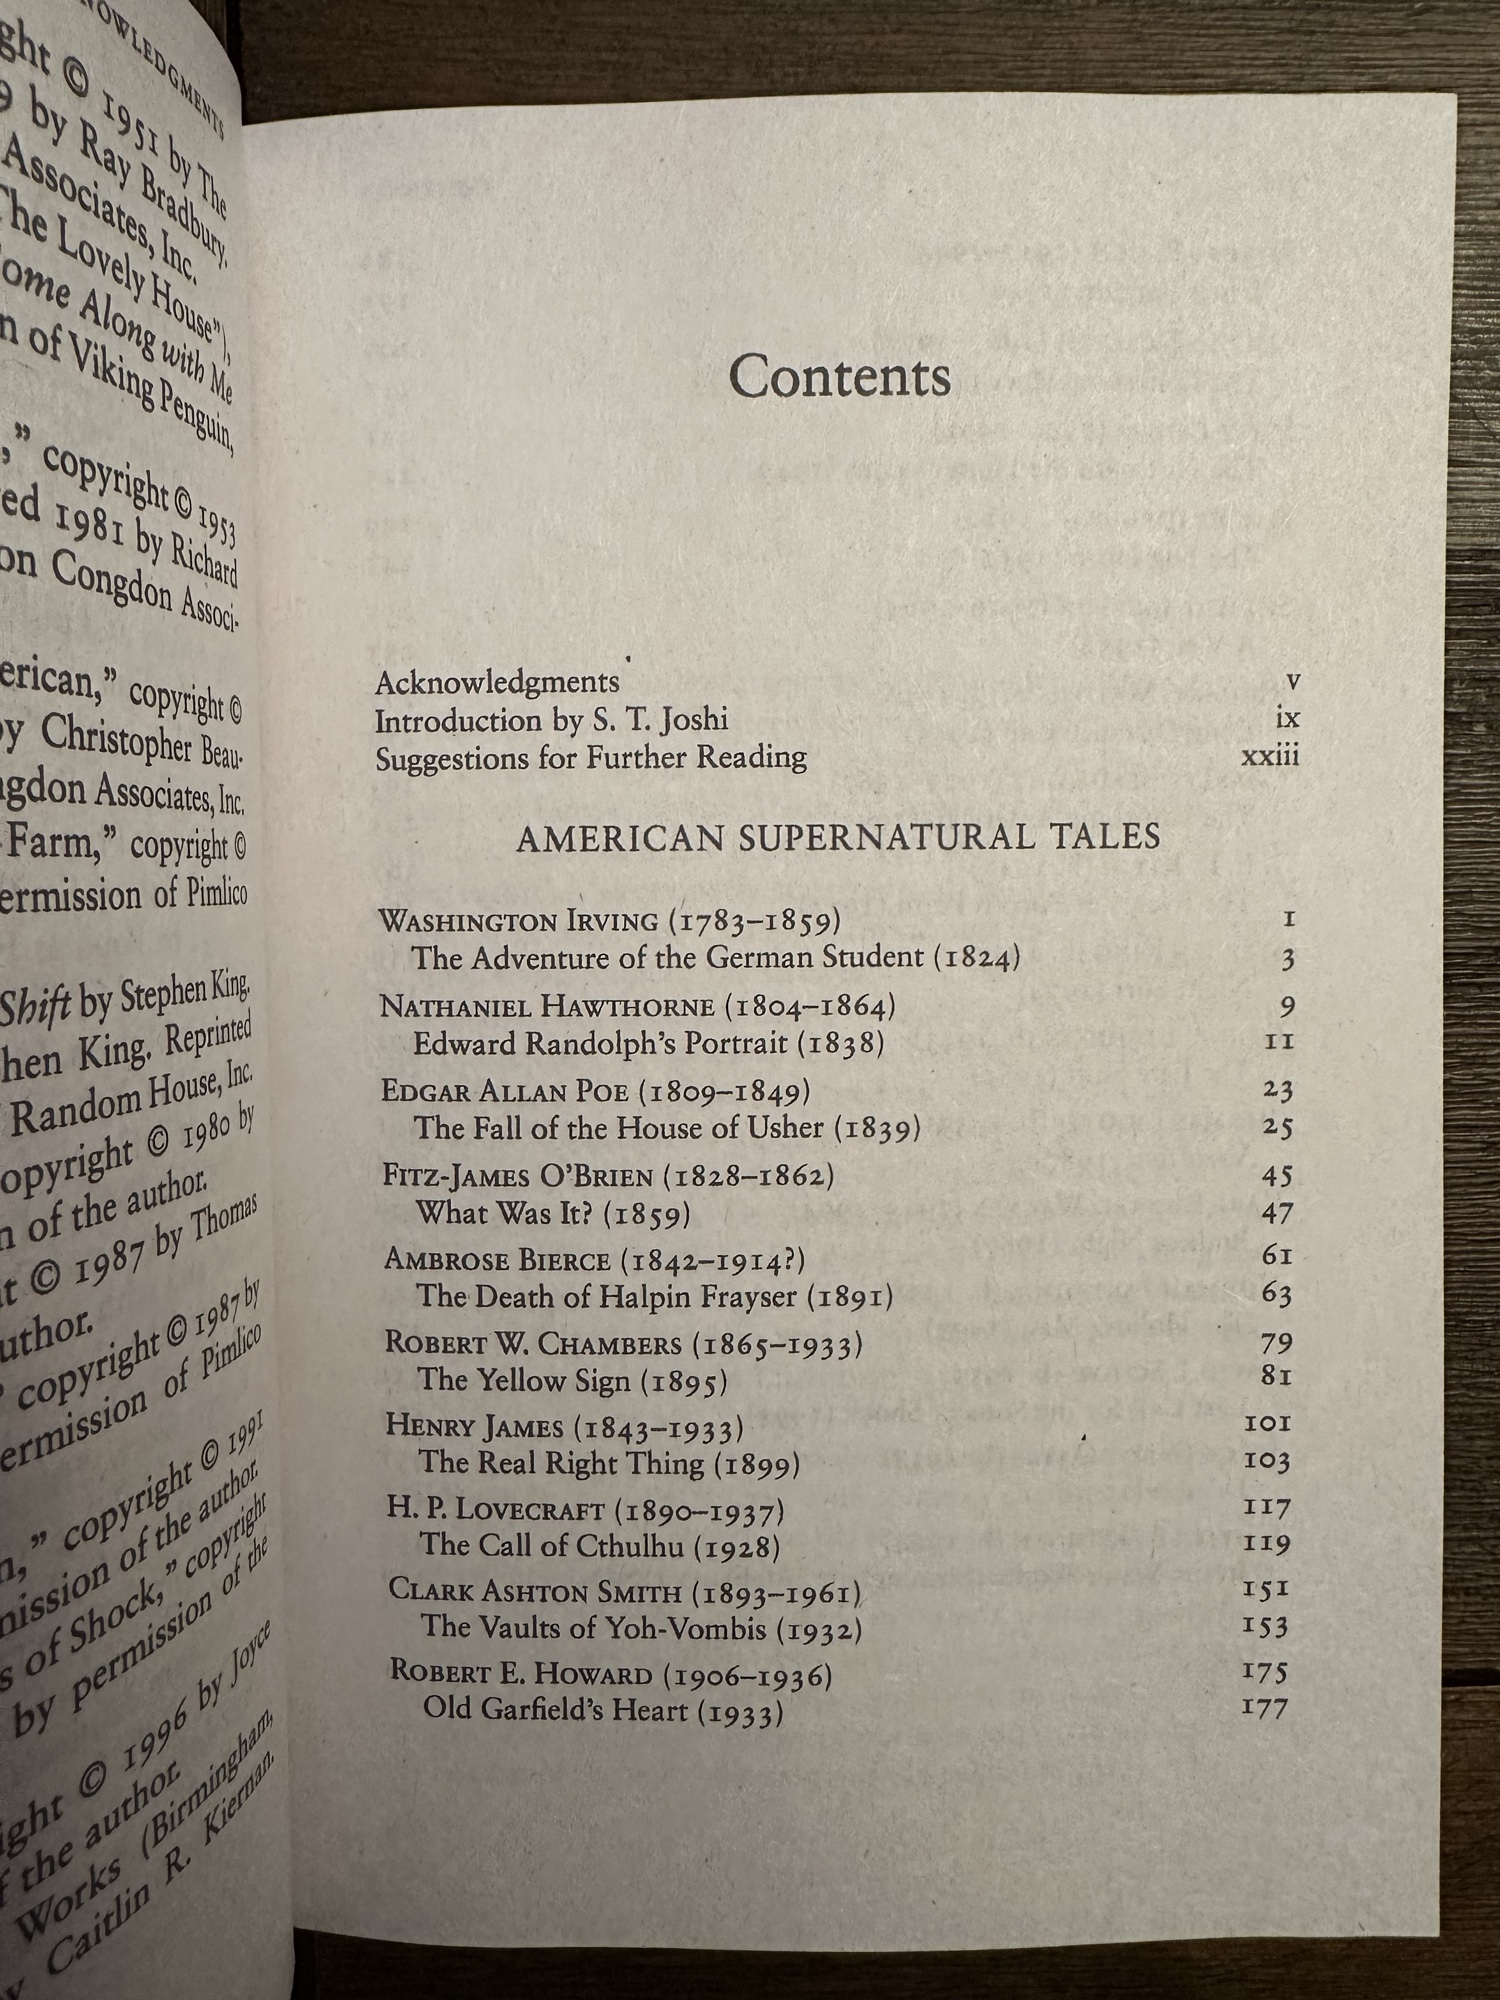 NOWLEDGMENTS
ght © 1951 by The
9 by Ray Bradbury.
Associates, Inc.
The Lovely House"),
ome Along with Me
n of Viking Penguin,
," copyright © 1953
ed 1981 by Richard
on Congdon Associ-
erican," copyright ©
by Christopher Beau-
ngdon Associates, Inc.
Farm," copyright ©
ermission of Pimlico
Shift by Stephen King.
hen King. Reprinted
Random House, Inc.
opyright © 1980 by
n of the author.
t © 1987 by Thomas
uthor.
" copyright © 1987 by
ermission of Pimlico
n," copyright © 1991
mission of the author.
s of Shock," copyright
by permission of the
ight © 1996 by Joyce
f the author.
Works (Birmingham,
y Caitlin R. Kiernan.
Contents
Acknowledgments v
Introduction by S. T. Joshi ix
Suggestions for Further Reading xxiii
AMERICAN SUPERNATURAL TALES
WASHINGTON IRVING (1783–1859) 1
The Adventure of the German Student (1824) 3
NATHANIEL HAWTHORNE (1804–1864) 9
Edward Randolph's Portrait (1838) 11
EDGAR ALLAN POE (1809–1849) 23
The Fall of the House of Usher (1839) 25
FITZ-JAMES O'BRIEN (1828–1862) 45
What Was It? (1859) 47
AMBROSE BIERCE (1842–1914?) 61
The Death of Halpin Frayser (1891) 63
ROBERT W. CHAMBERS (1865–1933) 79
The Yellow Sign (1895) 81
HENRY JAMES (1843–1933) 101
The Real Right Thing (1899) 103
H. P. LOVECRAFT (1890–1937) 117
The Call of Cthulhu (1928) 119
CLARK ASHTON SMITH (1893–1961) 151
The Vaults of Yoh-Vombis (1932) 153
ROBERT E. HOWARD (1906–1936) 175
Old Garfield's Heart (1933) 177